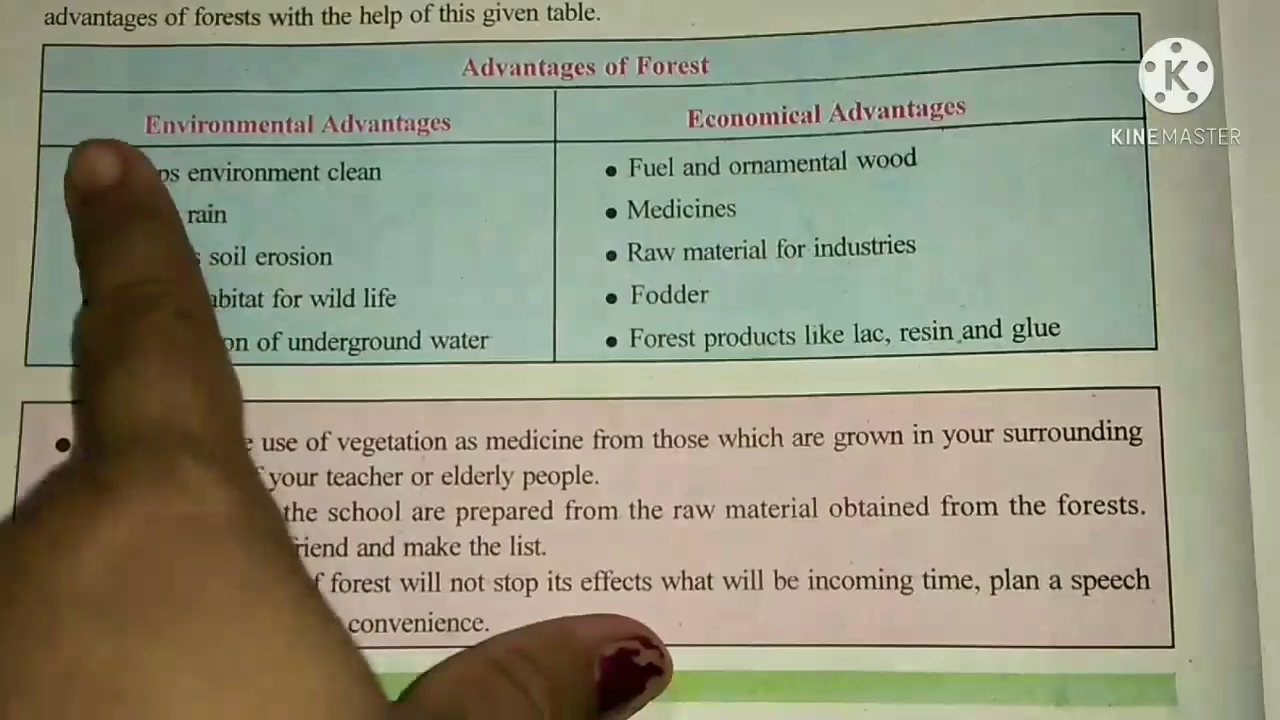 advantages of forests with the help of this given table.
Advantages of Forest
Environmental Advantages
Economical Advantages
environment clean
rain
soil erosion
for wild life
of underground water
• Fuel and ornamental wood
• Medicines
• Raw material for industries
• Fodder
• Forest products like lac, resin and glue
• use of vegetation as medicine from those which are grown in your surrounding
your teacher or elderly people.
the school are prepared from the raw material obtained from the forests.
and make the list.
forest will not stop its effects what will be incoming time, plan a speech
convenience.
K
KINEMASTER